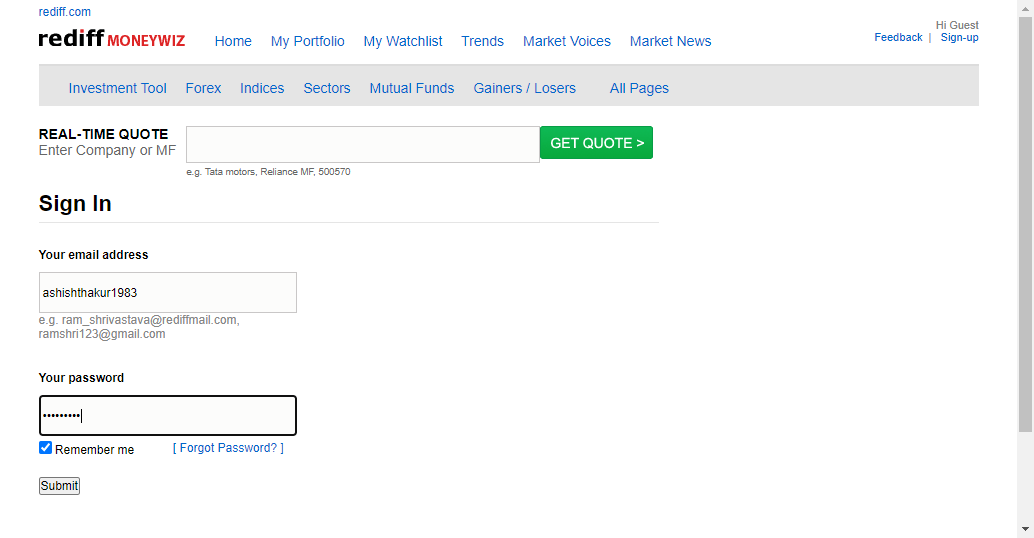 rediff.com
Hi Guest
rediff MONEYWIZ Home My Portfolio My Watchlist Trends Market Voices Market News
Feedback | Sign-up
Investment Tool Forex Indices Sectors Mutual Funds Gainers / Losers All Pages
REAL-TIME QUOTE
Enter Company or MF
GET QUOTE >
e.g. Tata motors, Reliance MF, 500570
Sign In
Your email address
ashishthakur1983
e.g. ram_shrivastava@rediffmail.com,
ramshri123@gmail.com
Your password
•••••••••
Remember me [ Forgot Password? ]
Submit